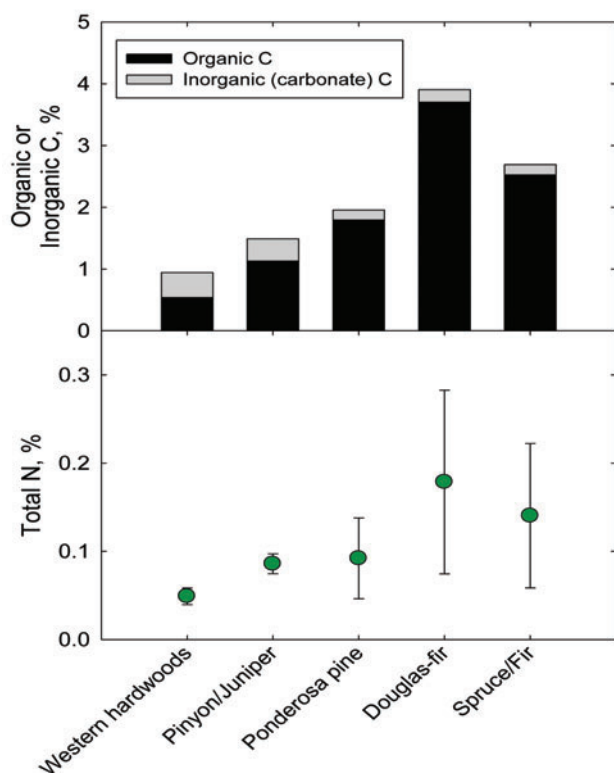 5
Organic C
Inorganic (carbonate) C
4
3
2
1
0
Organic or
Inorganic C, %
0.3
0.2
0.1
0.0
Total N, %
Western hardwoods
Pinyon/Juniper
Ponderosa pine
Douglas-fir
Spruce/Fir